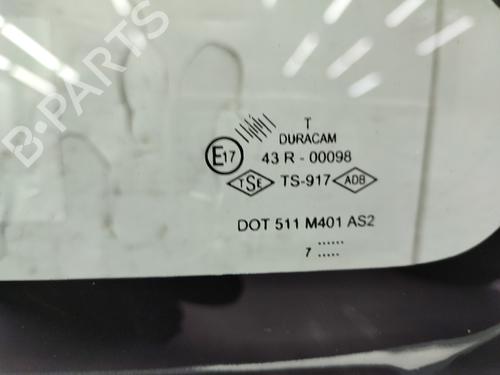 B-PARTS
T
DURACAM
E17 43 R - 00098
TSE TS-917 ADB
DOT 511 M401 AS2
......
7 .....